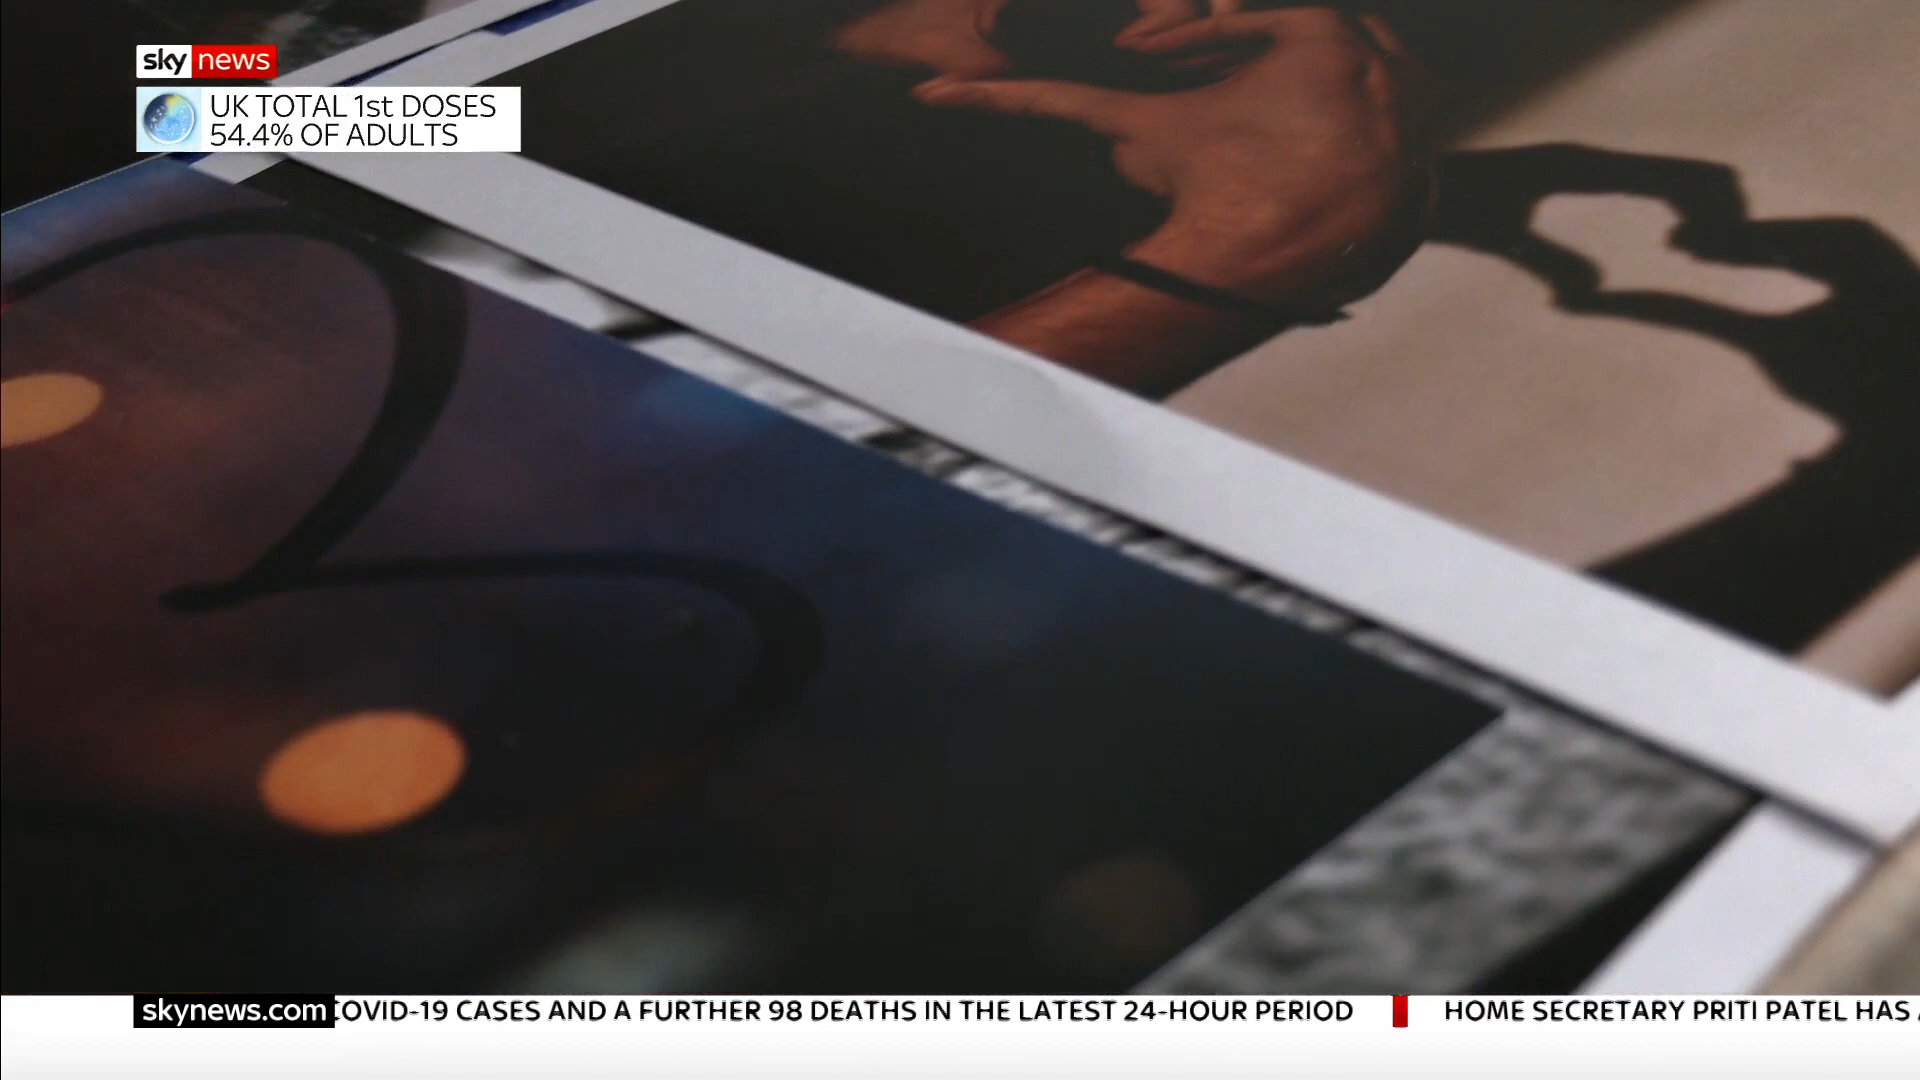 sky news
UK TOTAL 1st DOSES
54.4% OF ADULTS
skynews.com
OVID-19 CASES AND A FURTHER 98 DEATHS IN THE LATEST 24-HOUR PERIOD
HOME SECRETARY PRITI PATEL HAS